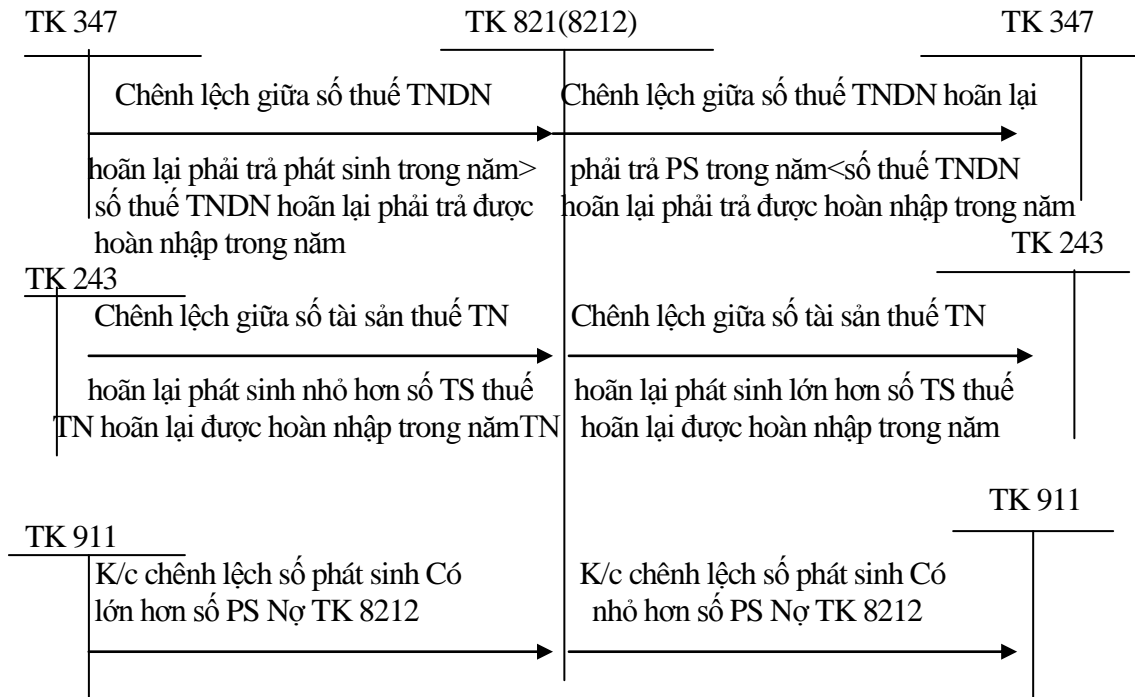 TK 347 TK 821(8212) TK 347
Chênh lệch giữa số thuế TNDN Chênh lệch giữa số thuế TNDN hoãn lại
hoãn lại phải trả phát sinh trong năm> phải trả PS trong năm<số thuế TNDN
số thuế TNDN hoãn lại phải trả được hoãn lại phải trả được hoàn nhập trong năm
hoàn nhập trong năm TK 243
TK 243
Chênh lệch giữa số tài sản thuế TN Chênh lệch giữa số tài sản thuế TN
hoãn lại phát sinh nhỏ hơn số TS thuế hoãn lại phát sinh lớn hơn số TS thuế
TN hoãn lại được hoàn nhập trong nămTN hoãn lại được hoàn nhập trong năm
TK 911
TK 911
K/c chênh lệch số phát sinh Có K/c chênh lệch số phát sinh Có
lớn hơn số PS Nợ TK 8212 nhỏ hơn số PS Nợ TK 8212